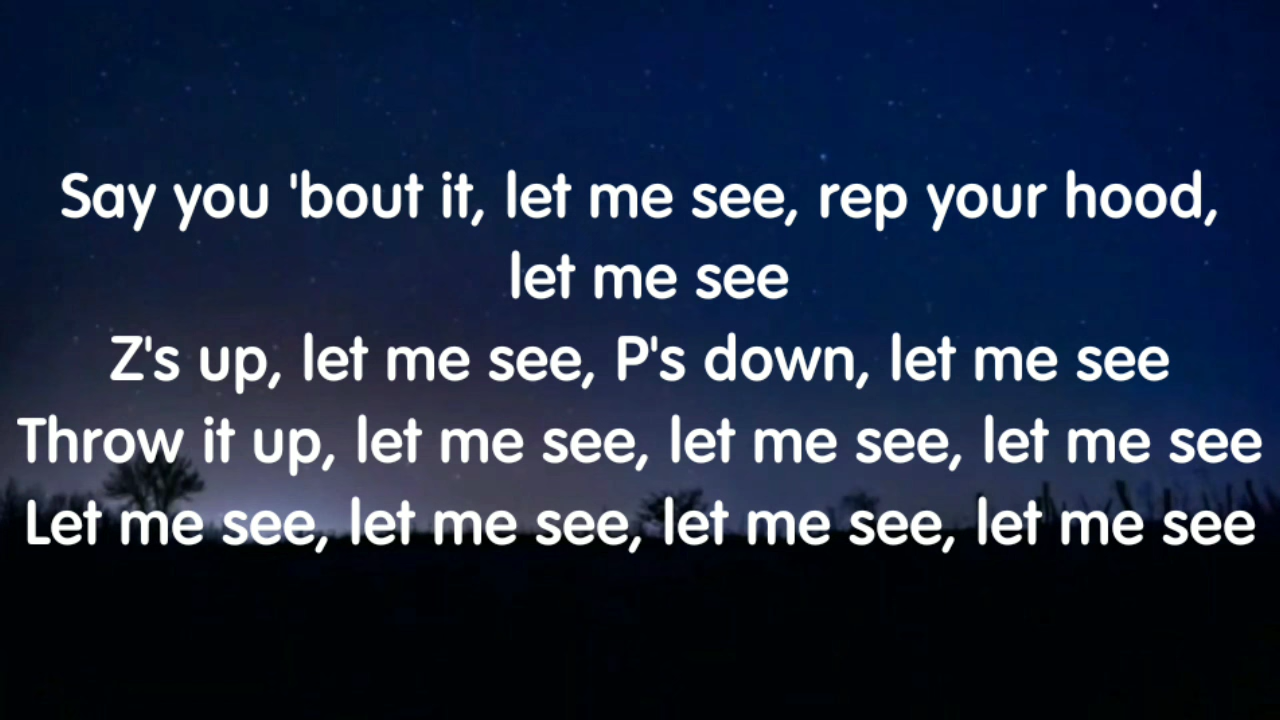 Say you 'bout it, let me see, rep your hood,
let me see
Z's up, let me see, P's down, let me see
Throw it up, let me see, let me see, let me see
Let me see, let me see, let me see, let me see